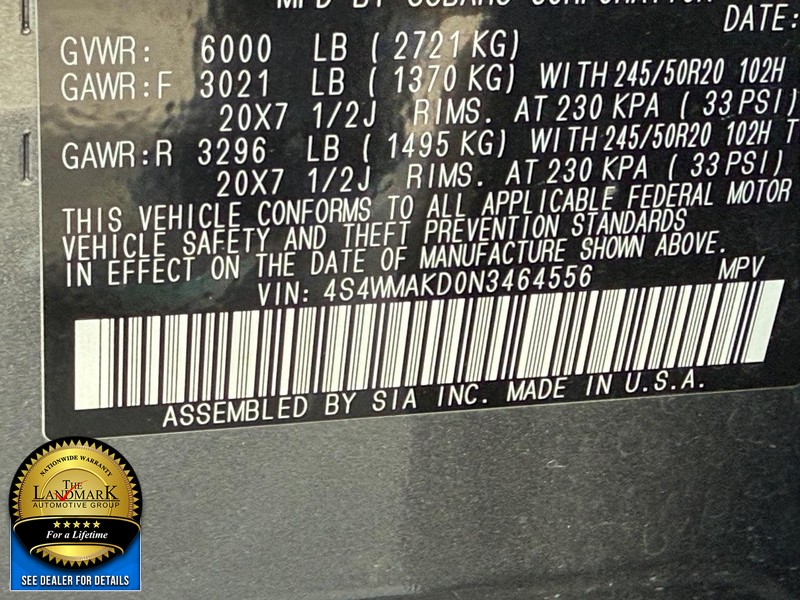 MFD BY SUBARU CORPORATION
DATE:
GVWR: 6000 LB ( 2721 KG)
GAWR:F 3021 LB ( 1370 KG) WITH 245/50R20 102H
20X7 1/2J RIMS. AT 230 KPA ( 33 PSI)
GAWR:R 3296 LB ( 1495 KG) WITH 245/50R20 102H T
20X7 1/2J RIMS. AT 230 KPA ( 33 PSI)
THIS VEHICLE CONFORMS TO ALL APPLICABLE FEDERAL MOTOR
VEHICLE SAFETY AND THEFT PREVENTION STANDARDS
IN EFFECT ON THE DATE OF MANUFACTURE SHOWN ABOVE.
VIN: 4S4WMAKD0N3464556 MPV
ASSEMBLED BY SIA INC. MADE IN U.S.A.
NATIONWIDE WARRANTY
THE
LANDMARK
AUTOMOTIVE GROUP
For a Lifetime
SEE DEALER FOR DETAILS